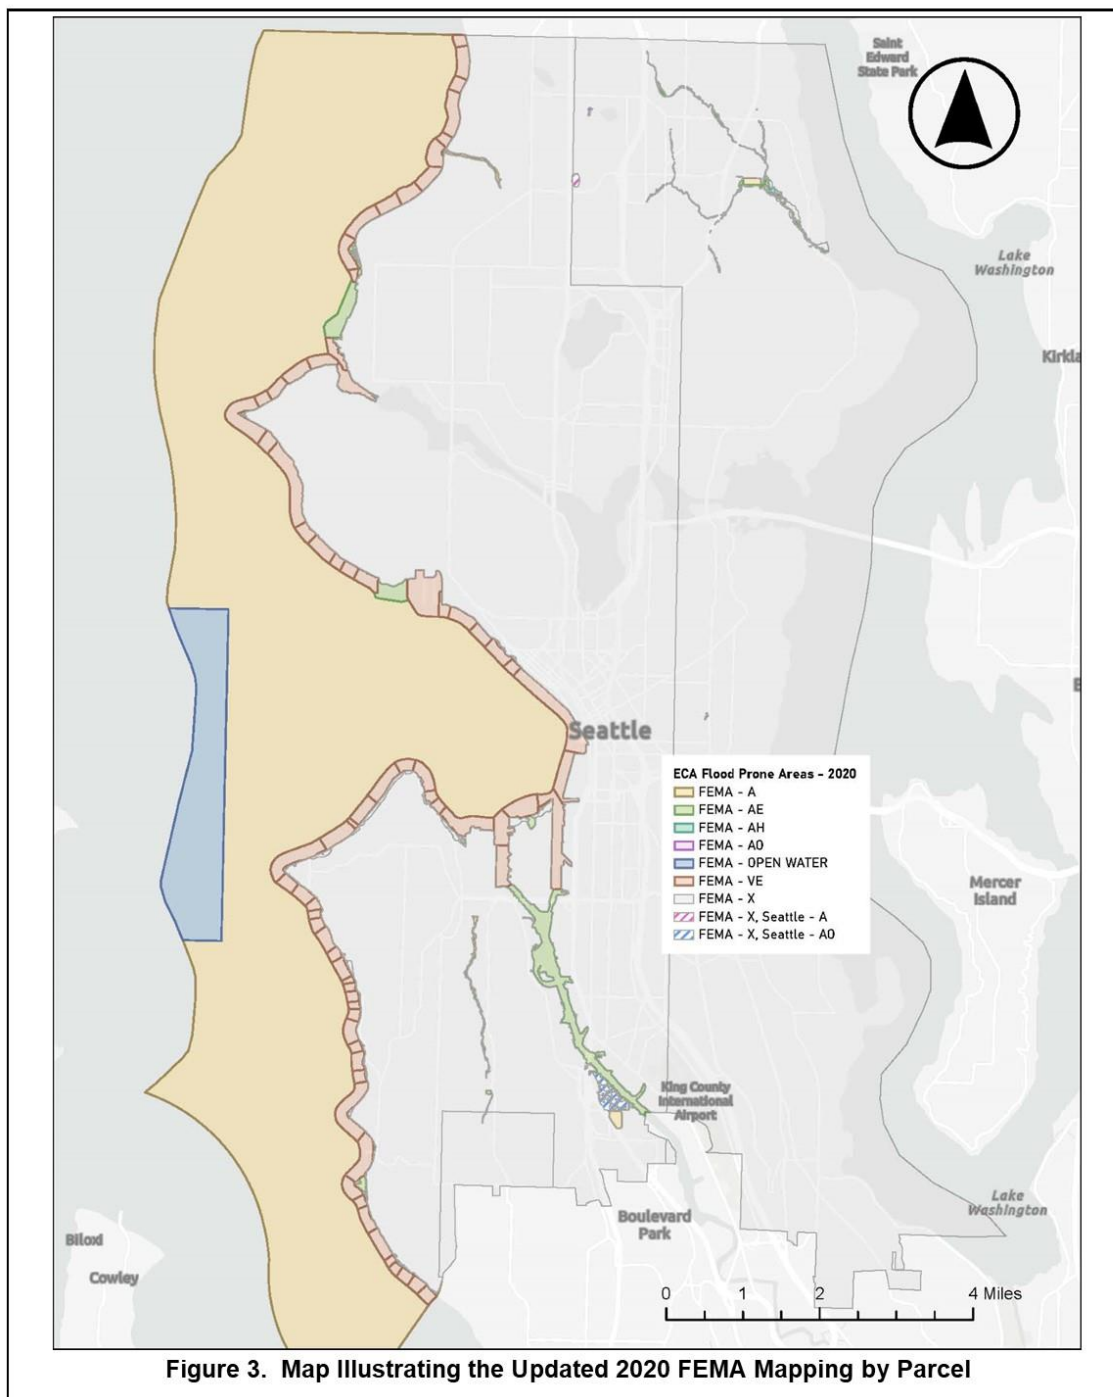 Saint
Edward
State Park
Lake
Washington
Kirkla
Seattle
E
ECA Flood Prone Areas - 2020
FEMA - A
FEMA - AE
FEMA - AH
FEMA - AO
FEMA - OPEN WATER
FEMA - VE
FEMA - X
FEMA - X, Seattle - A
FEMA - X, Seattle - AO
Mercer
Island
King County
International
Airport
Lake
Washington
Boulevard
Park
Biloxi
Cowley
0 1 2 4 Miles
Figure 3. Map Illustrating the Updated 2020 FEMA Mapping by Parcel